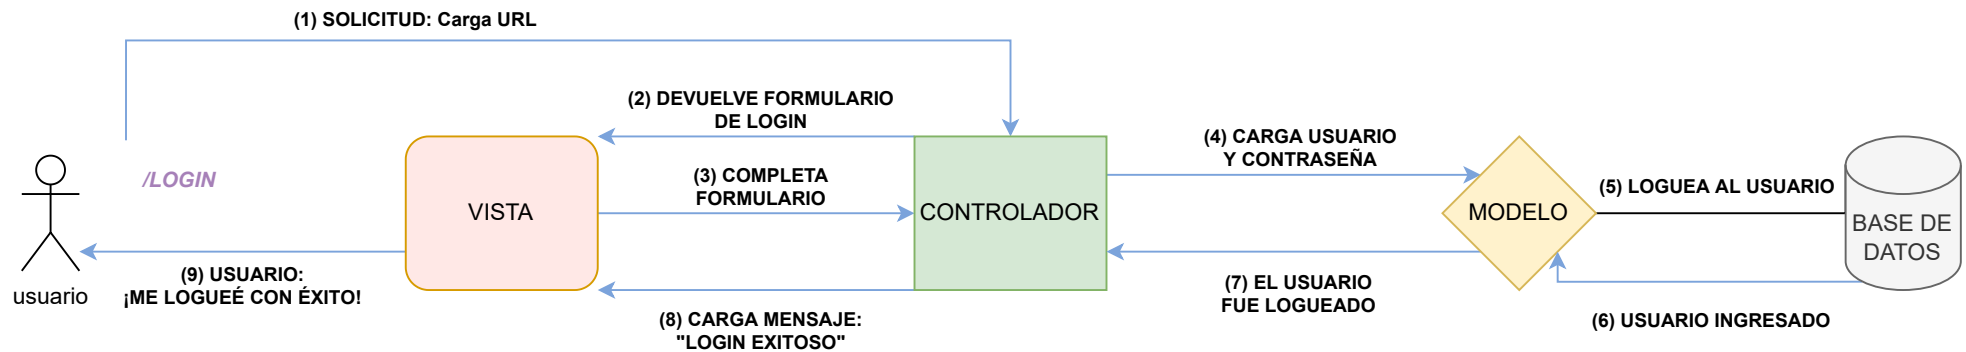 (1) SOLICITUD: Carga URL
(2) DEVUELVE FORMULARIO
DE LOGIN
(4) CARGA USUARIO
Y CONTRASEÑA
/LOGIN
(3) COMPLETA
FORMULARIO
(5) LOGUEA AL USUARIO
VISTA
CONTROLADOR
MODELO
BASE DE
DATOS
(9) USUARIO:
¡ME LOGUEÉ CON ÉXITO!
usuario
(7) EL USUARIO
FUE LOGUEADO
(8) CARGA MENSAJE:
"LOGIN EXITOSO"
(6) USUARIO INGRESADO